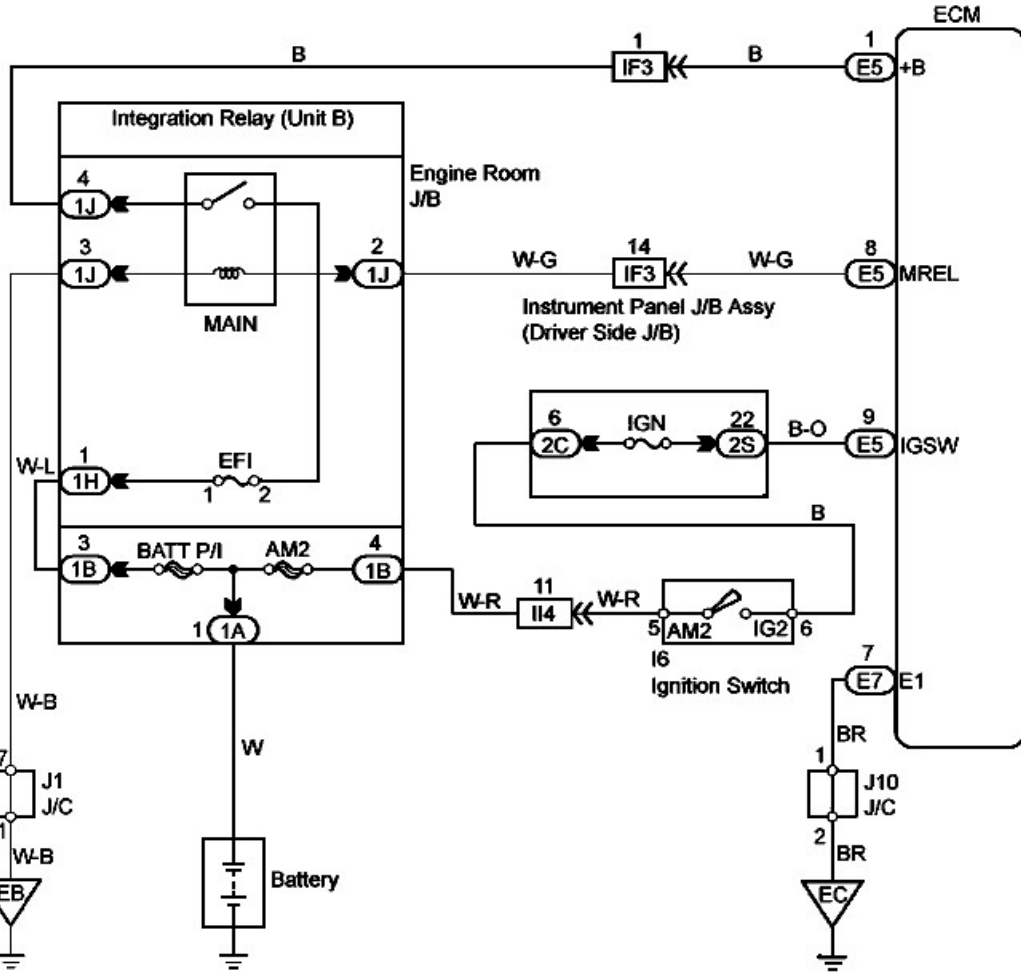 ECM
1
B
IF3
B
1
E5
+B
Integration Relay (Unit B)
Engine Room
J/B
4
1J
3
1J
2
1J
MAIN
W-G
14
IF3
W-G
8
E5
MREL
Instrument Panel J/B Assy
(Driver Side J/B)
6
2C
IGN
22
2S
B-O
9
E5
IGSW
W-L
1
1H
EFI
1
2
B
3
1B
BATT P/I
AM2
4
1B
W-R
11
II4
W-R
5
AM2
IG2
6
I6
Ignition Switch
1
1A
7
E7
E1
W-B
W
BR
7
J1
J/C
1
W-B
EB
Battery
1
J10
J/C
2
BR
EC